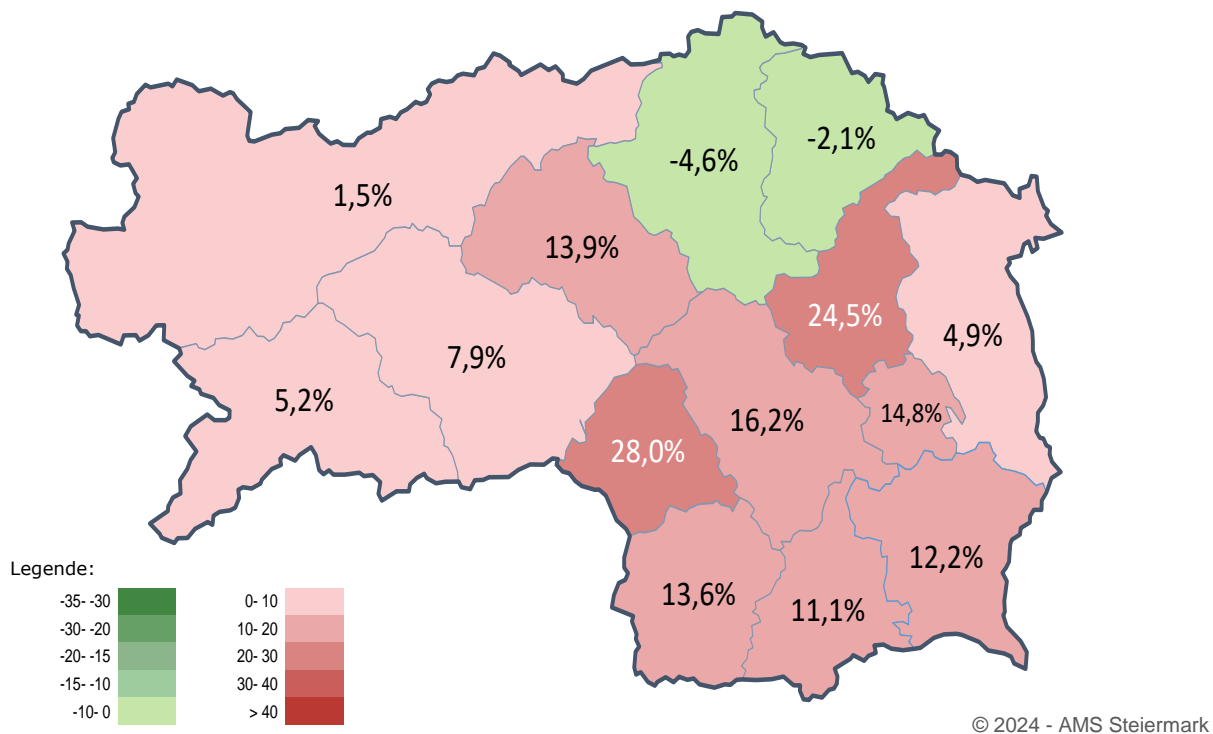 -2,1%
-4,6%
1,5%
13,9%
24,5%
4,9%
7,9%
5,2%
14,8%
16,2%
28,0%
12,2%
13,6%
11,1%
Legende:
-35- -30 0- 10
-30- -20 10- 20
-20- -15 20- 30
-15- -10 30- 40
-10- 0 > 40
© 2024 - AMS Steiermark